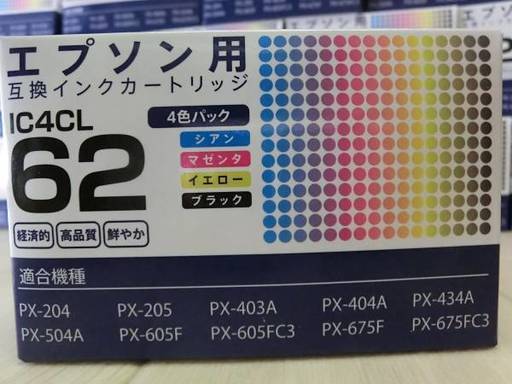 エプソン用
互換インクカートリッジ
IC4CL
62
4色パック
シアン
マゼンタ
イエロー
ブラック
経済的 高品質 鮮やか
適合機種
PX-204 PX-205 PX-403A PX-404A PX-434A
PX-504A PX-605F PX-605FC3 PX-675F PX-675FC3